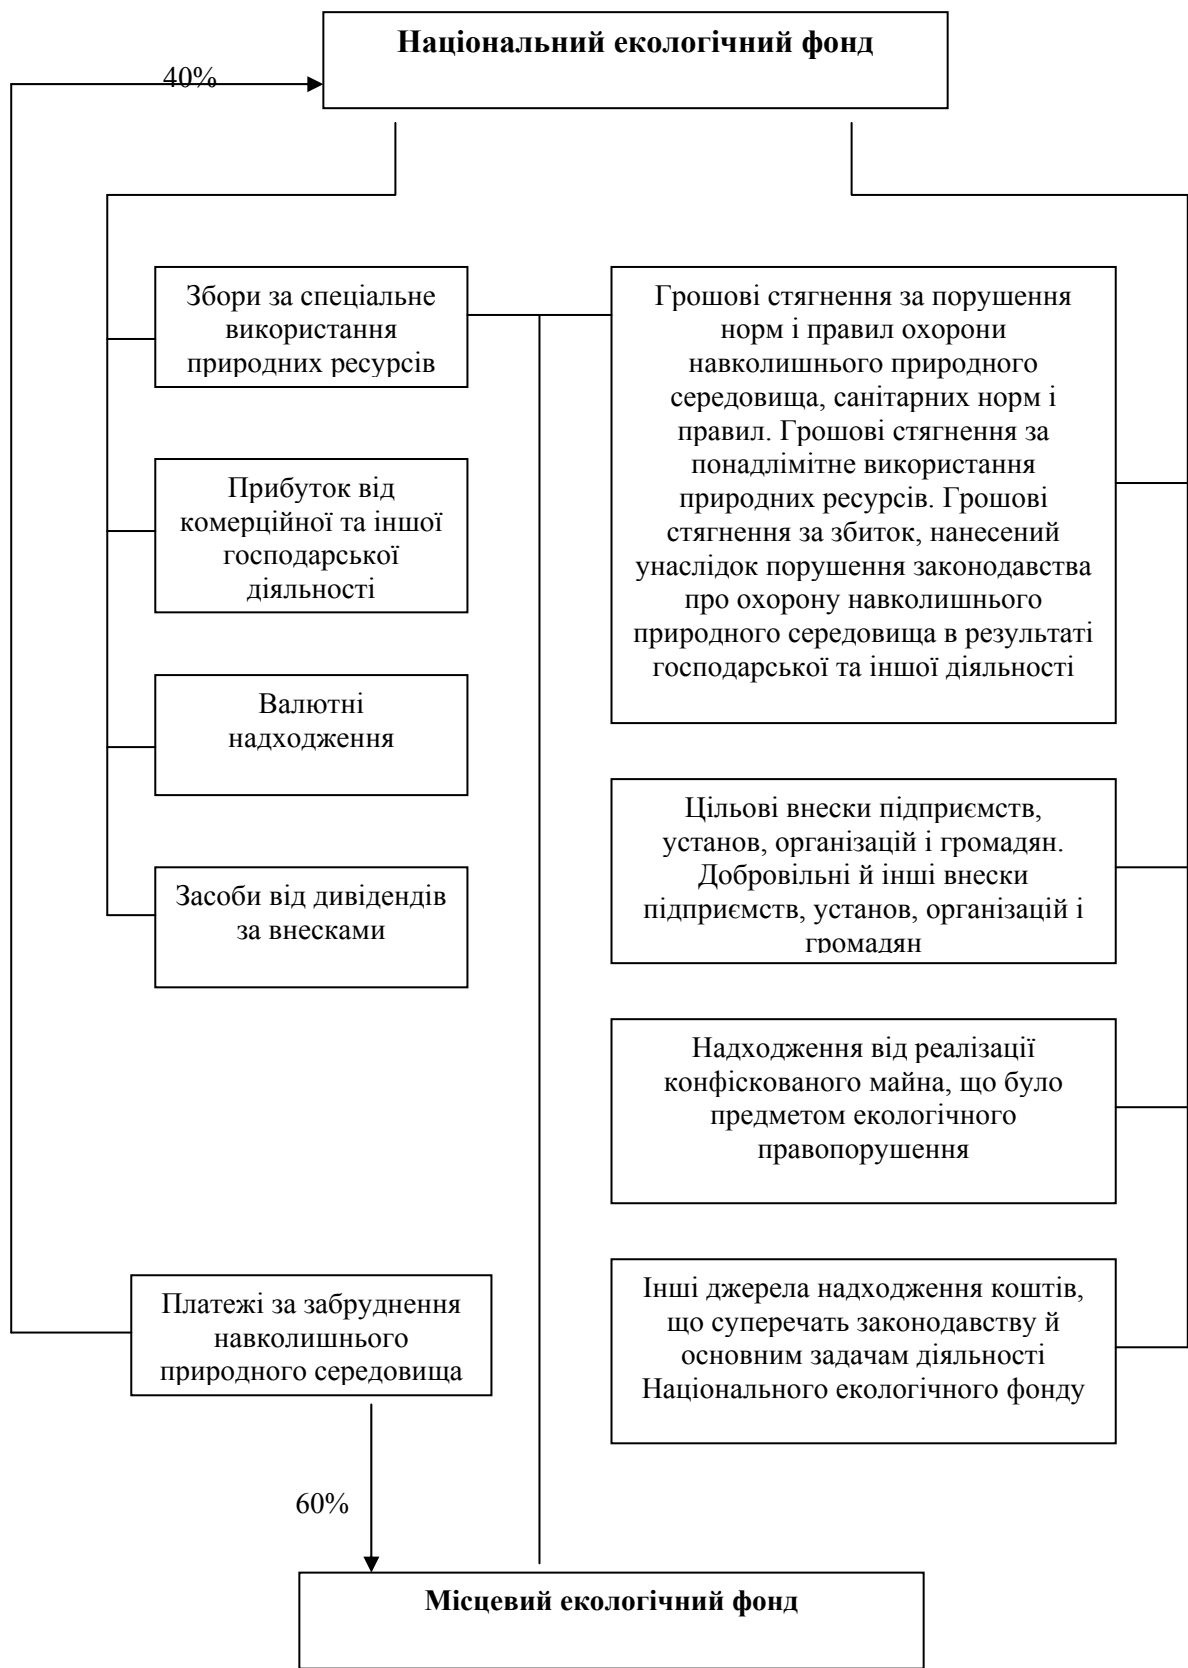 Національний екологічний фонд
40%
Збори за спеціальне
використання
природних ресурсів
Прибуток від
комерційної та іншої
господарської
діяльності
Валютні
надходження
Засоби від дивідендів
за внесками
Грошові стягнення за порушення
норм і правил охорони
навколишнього природного
середовища, санітарних норм і
правил. Грошові стягнення за
понадлімітне використання
природних ресурсів. Грошові
стягнення за збиток, нанесений
унаслідок порушення законодавства
про охорону навколишнього
природного середовища в результаті
господарської та іншої діяльності
Цільові внески підприємств,
установ, організацій і громадян.
Добровільні й інші внески
підприємств, установ, організацій і
громадян
Надходження від реалізації
конфіскованого майна, що було
предметом екологічного
правопорушення
Інші джерела надходження коштів,
що суперечать законодавству й
основним задачам діяльності
Національного екологічного фонду
Платежі за забруднення
навколишнього
природного середовища
60%
Місцевий екологічний фонд